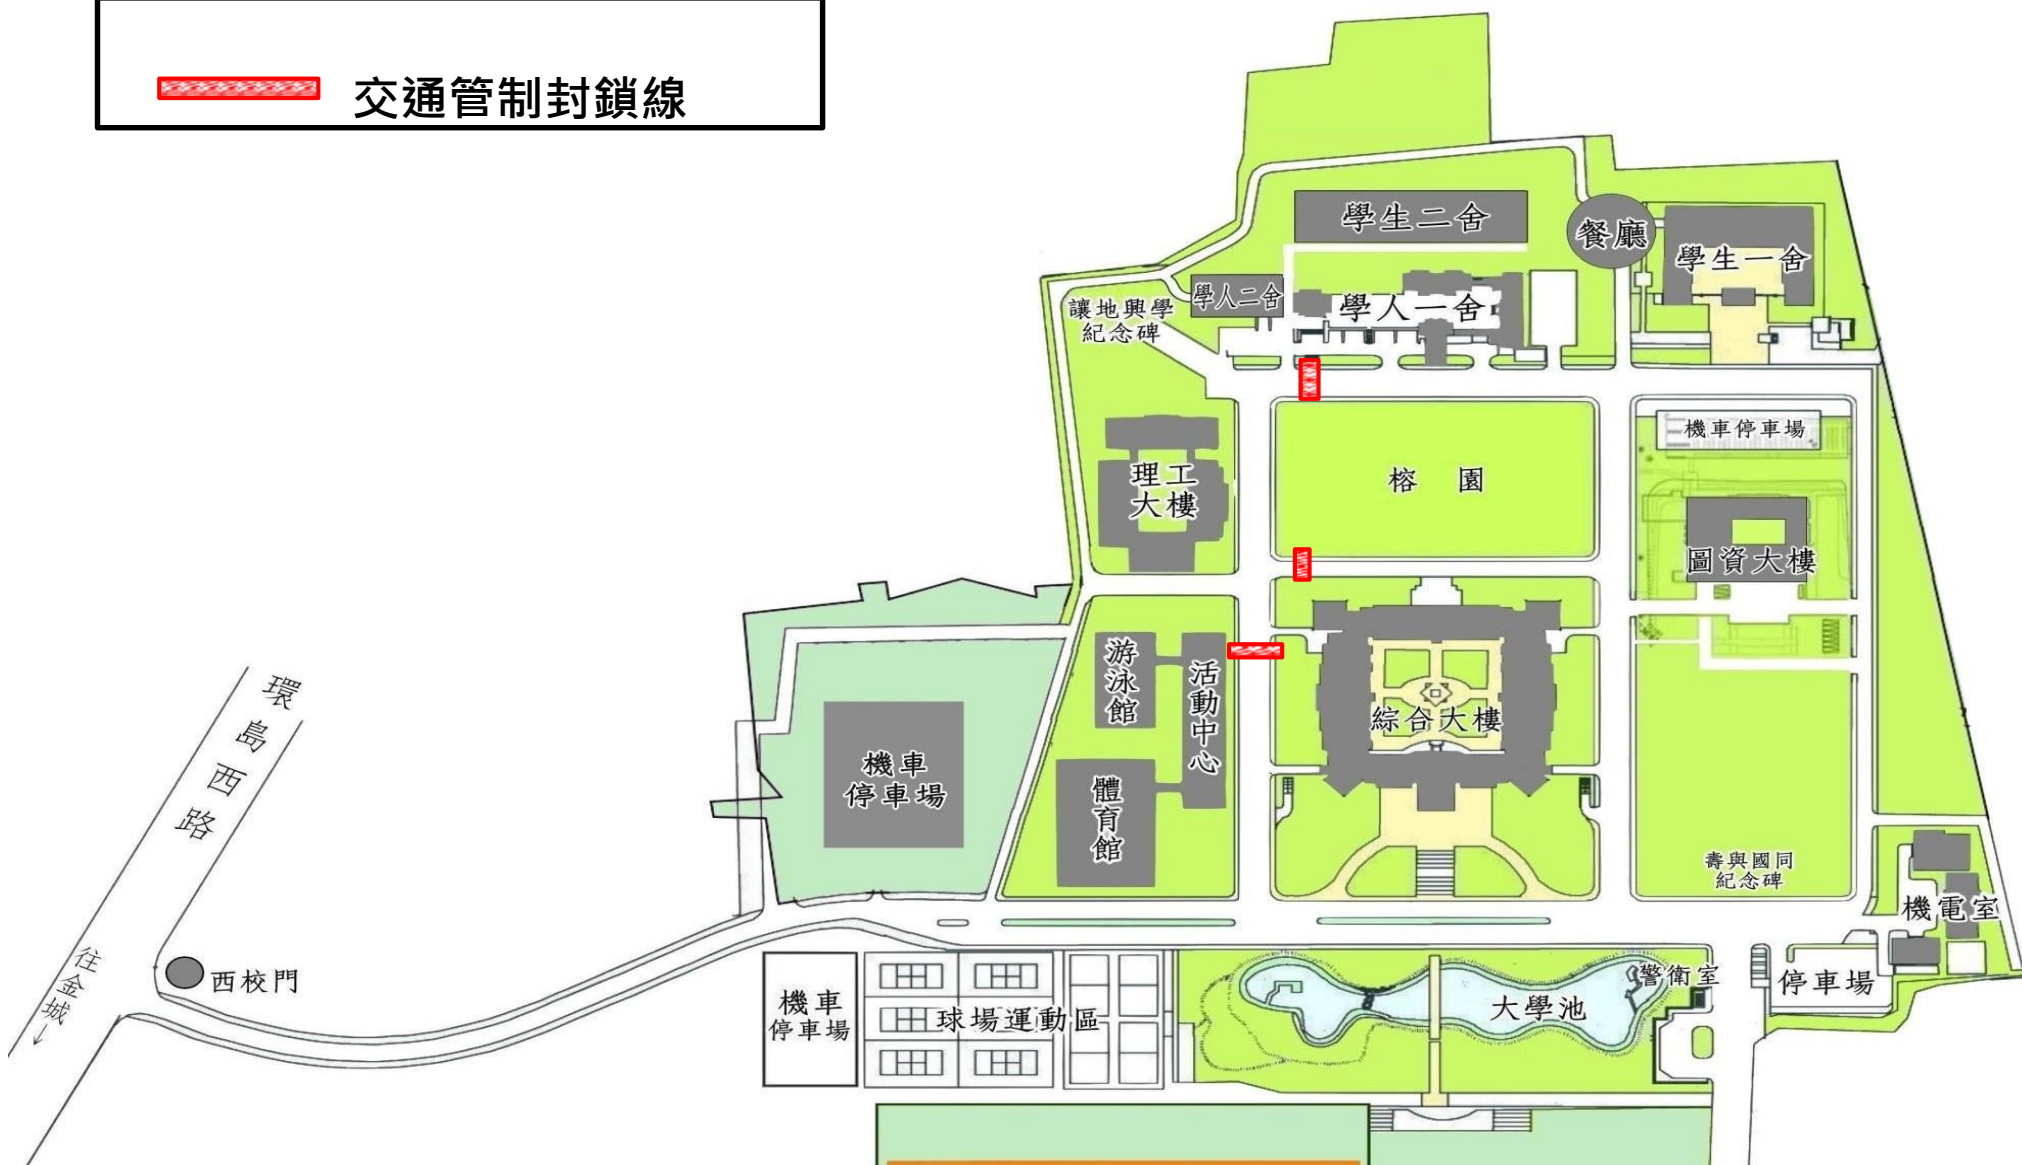 交通管制封鎖線
學生二舍
餐廳
學生一舍
學人二舍
學人一舍
讓地興學
紀念碑
機車停車場
理工
大樓
榕園
圖資大樓
游泳館
活動中心
綜合大樓
環島西路
機車
停車場
體育館
壽與國同
紀念碑
機電室
往金城↓
西校門
警衛室
停車場
機車
停車場
球場運動區
大學池